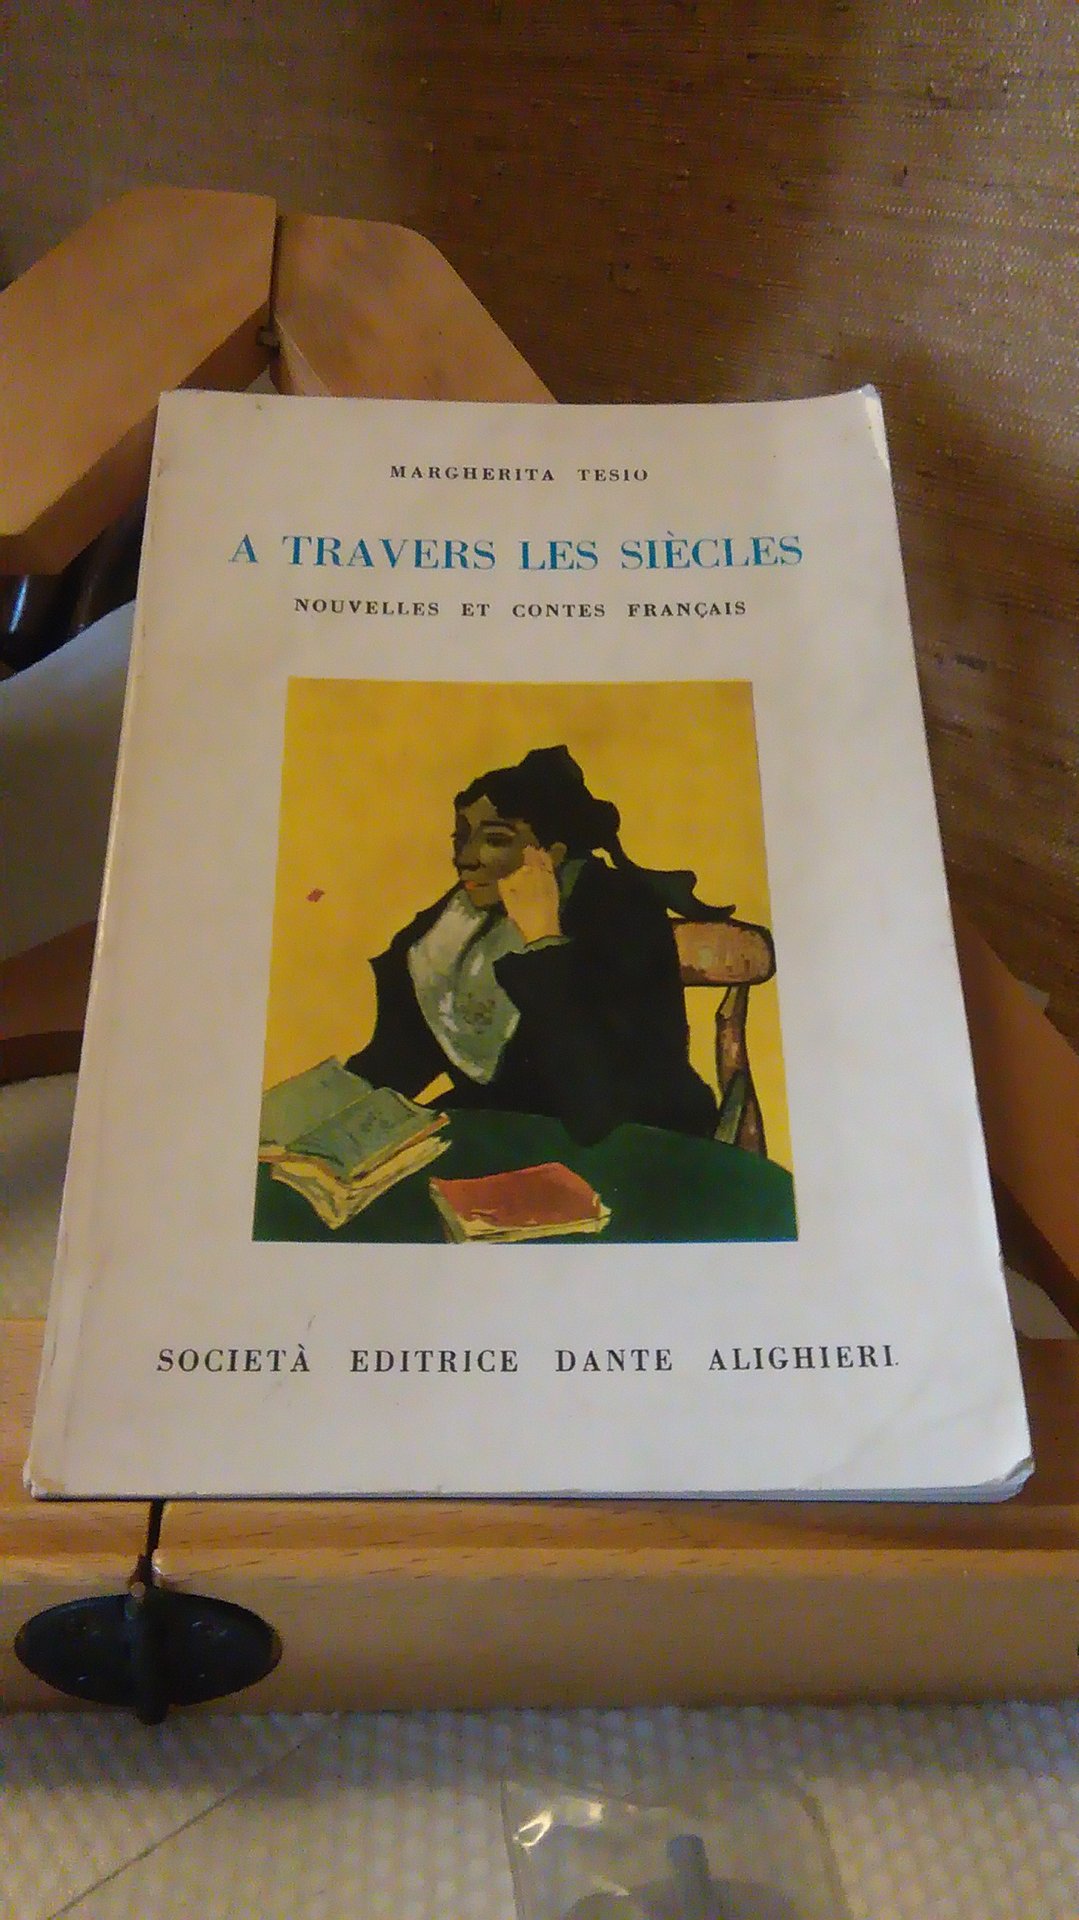 MARGHERITA TESIO
A TRAVERS LES SIÈCLES
NOUVELLES ET CONTES FRANÇAIS
SOCIETÀ EDITRICE DANTE ALIGHIERI